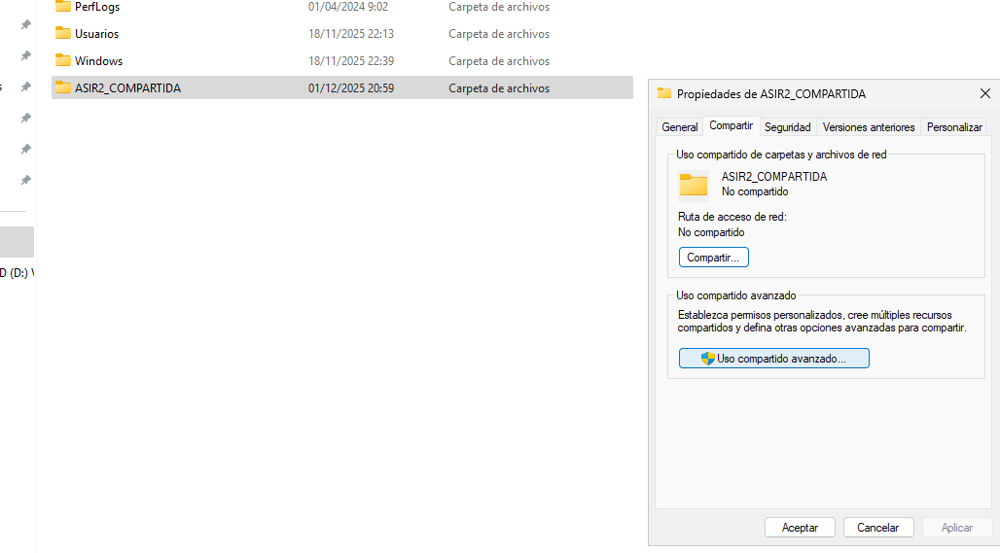 PerfLogs 01/04/2024 9:02 Carpeta de archivos
Usuarios 18/11/2025 22:13 Carpeta de archivos
Windows 18/11/2025 22:39 Carpeta de archivos
s
ASIR2_COMPARTIDA 01/12/2025 20:59 Carpeta de archivos
D (D:) \
Propiedades de ASIR2_COMPARTIDA
General Compartir Seguridad Versiones anteriores Personalizar
Uso compartido de carpetas y archivos de red
ASIR2_COMPARTIDA
No compartido
Ruta de acceso de red:
No compartido
Compartir...
Uso compartido avanzado
Establezca permisos personalizados, cree múltiples recursos
compartidos y defina otras opciones avanzadas para compartir.
Uso compartido avanzado...
Aceptar Cancelar Aplicar